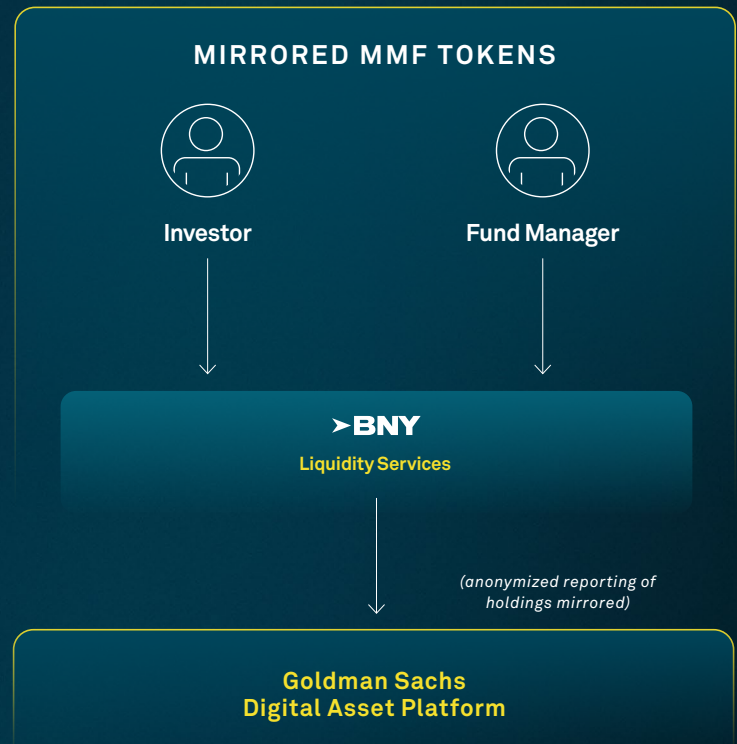 MIRRORED MMF TOKENS
Investor
Fund Manager
BNY
Liquidity Services
(anonymized reporting of
holdings mirrored)
Goldman Sachs
Digital Asset Platform